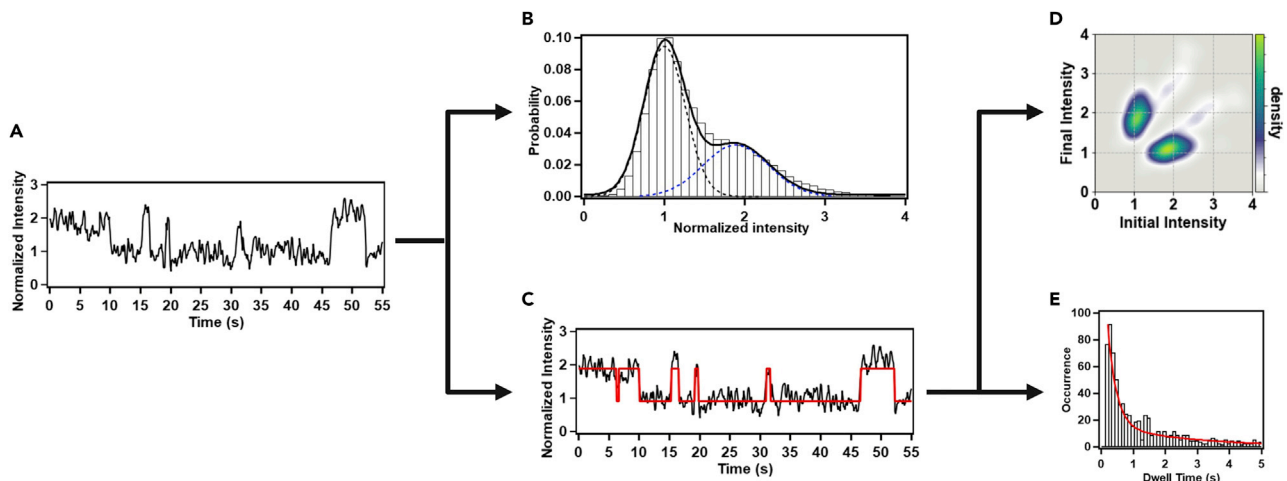 A
Normalized Intensity
3
2
1
0
0 5 10 15 20 25 30 35 40 45 50 55
Time (s)
B
Probability
0.10
0.08
0.06
0.04
0.02
0.00
0 1 2 3 4
Normalized intensity
C
Normalized Intensity
3
2
1
0
0 5 10 15 20 25 30 35 40 45 50 55
Time (s)
D
Final Intensity
4
3
2
1
0
0 1 2 3 4
Initial Intensity
density
E
Occurrence
100
80
60
40
20
0
0 1 2 3 4 5
Dwell Time (s)